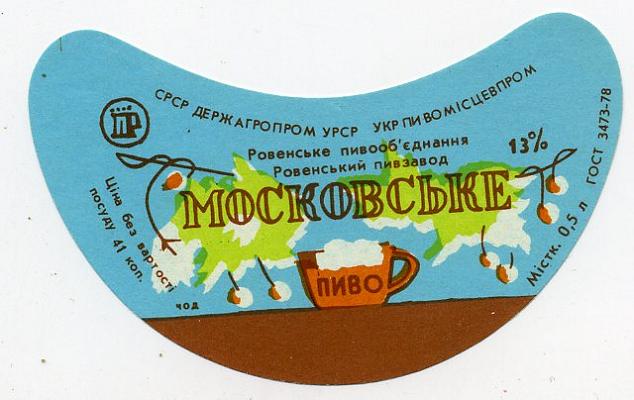 СРСР ДЕРЖАГРОПРОМ УРСР УКРПИВОМІСЦЕВПРОМ
ПР
Ровенське пивооб'єднання
Ровенський пивзавод
13%
МОСКОВСЬКЕ
ПИВО
Ціна без вартості
посуду 41 коп.
чод
Містк. 0,5 л ГОСТ 3473-78